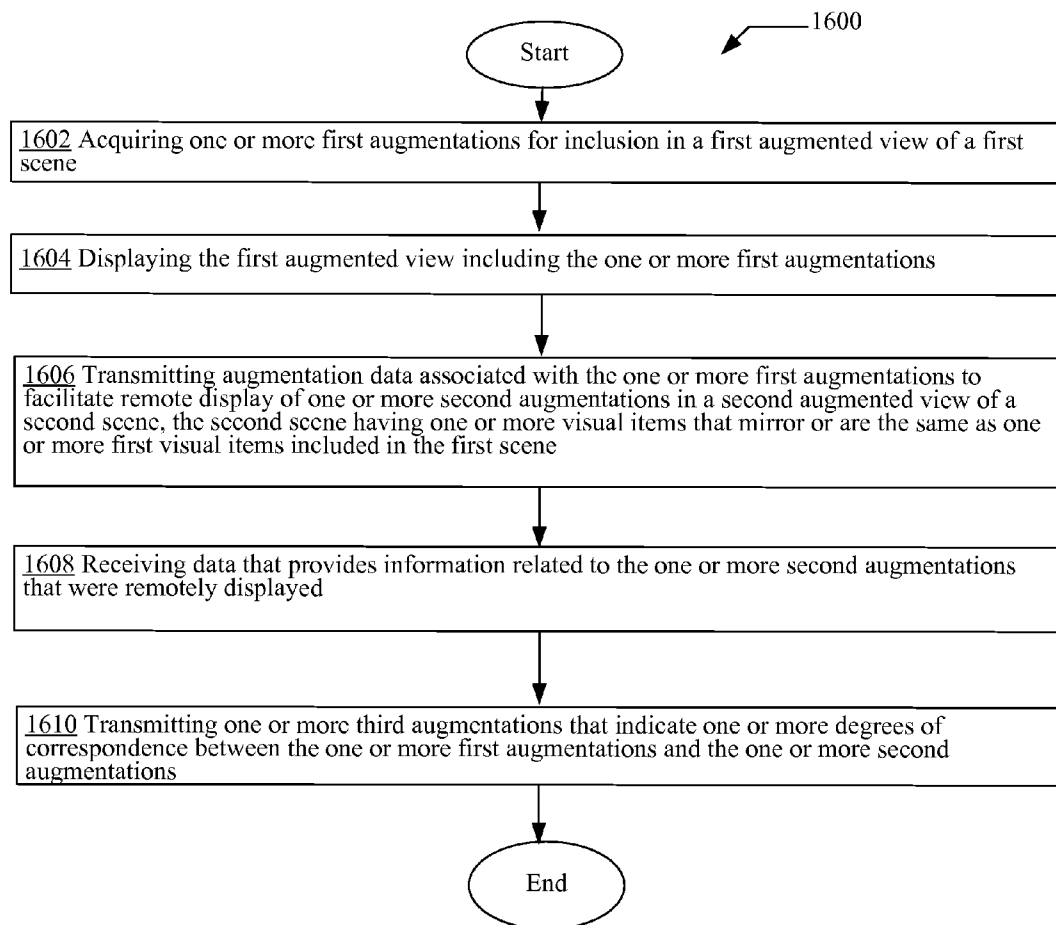 1600
Start
1602 Acquiring one or more first augmentations for inclusion in a first augmented view of a first
scene
1604 Displaying the first augmented view including the one or more first augmentations
1606 Transmitting augmentation data associated with the one or more first augmentations to
facilitate remote display of one or more second augmentations in a second augmented view of a
second scene, the second scene having one or more visual items that mirror or are the same as one
or more first visual items included in the first scene
1608 Receiving data that provides information related to the one or more second augmentations
that were remotely displayed
1610 Transmitting one or more third augmentations that indicate one or more degrees of
correspondence between the one or more first augmentations and the one or more second
augmentations
End